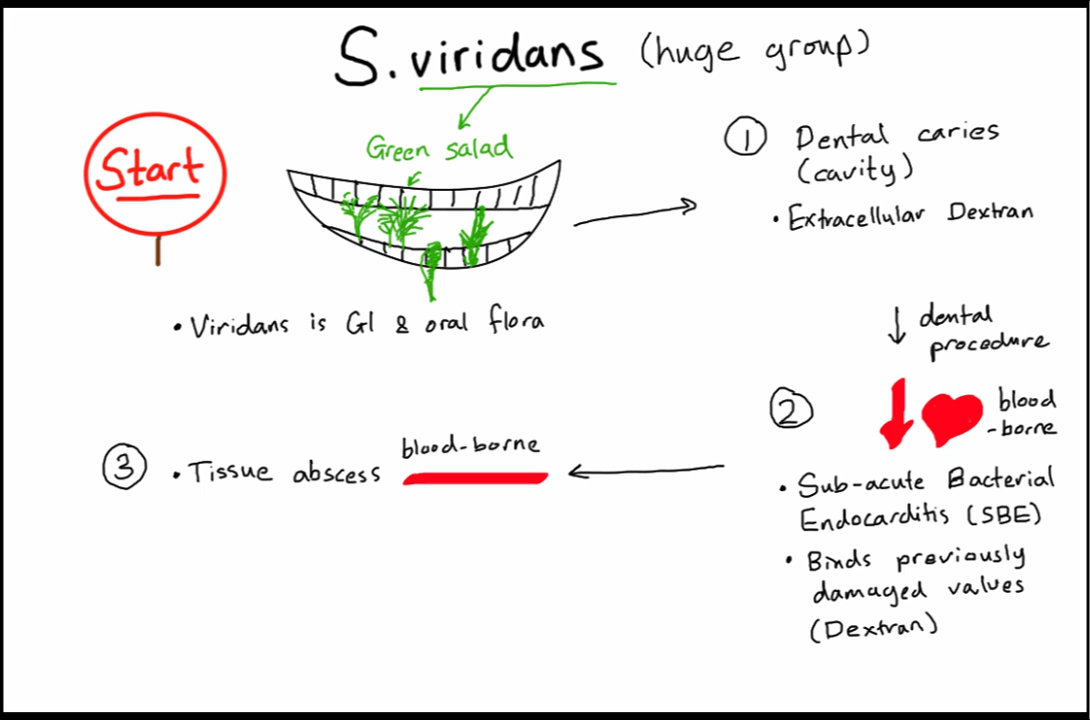 S. viridans (huge group)
Start
Green salad
• Viridans is GI & oral flora
① Dental caries
(cavity)
• Extracellular Dextran
↓ dental
procedure
②
blood
-borne
• Sub-acute Bacterial
Endocarditis (SBE)
• Binds previously
damaged values
(Dextran)
③ • Tissue abscess
blood-borne